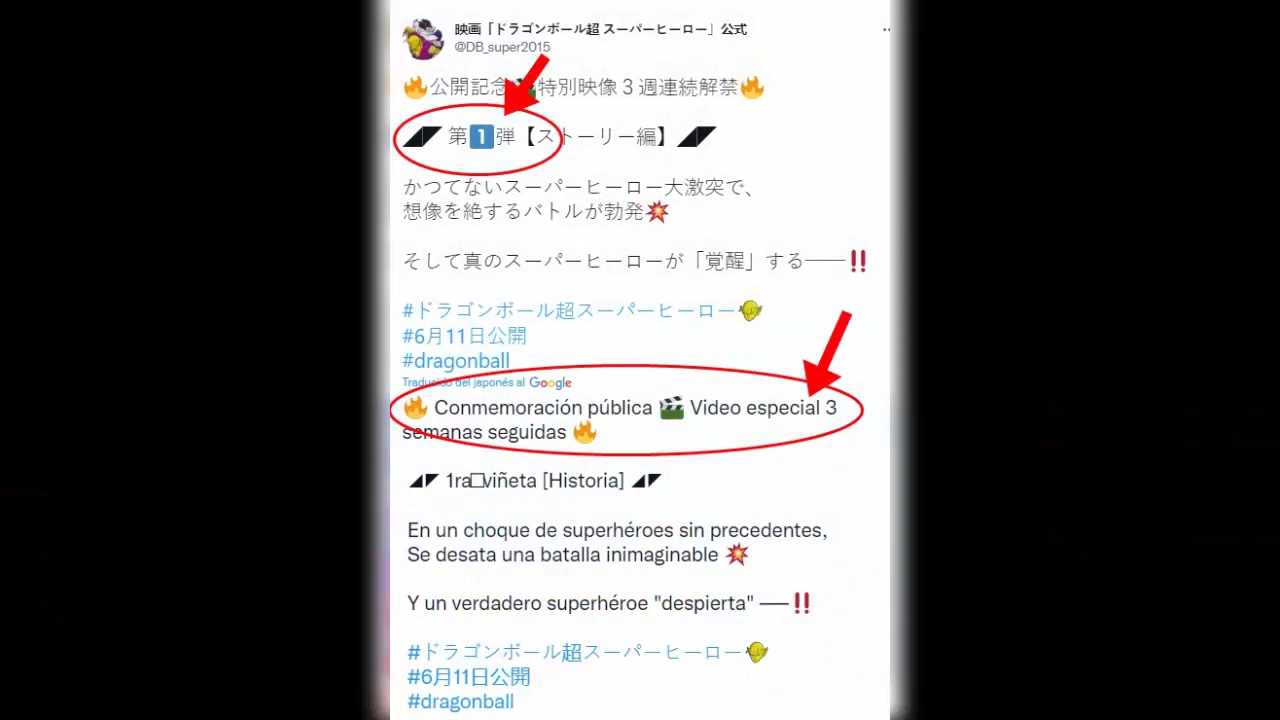 映画「ドラゴンボール超 スーパーヒーロー」公式
@DB_super2015
🔥公開記念🎬特別映像３週連続解禁🔥
◢◤ 第1️⃣弾【ストーリー編】◢◤
かつてないスーパーヒーロー大激突で、
想像を絶するバトルが勃発💥
そして真のスーパーヒーローが「覚醒」する──‼️
#ドラゴンボール超スーパーヒーロー
#6月11日公開
#dragonball
Traducido del japonés al Google
🔥 Conmemoración pública 🎬 Video especial 3
semanas seguidas 🔥
◢◤ 1ra□viñeta [Historia] ◢◤
En un choque de superhéroes sin precedentes,
Se desata una batalla inimaginable 💥
Y un verdadero superhéroe "despierta" ──‼️
#ドラゴンボール超スーパーヒーロー
#6月11日公開
#dragonball